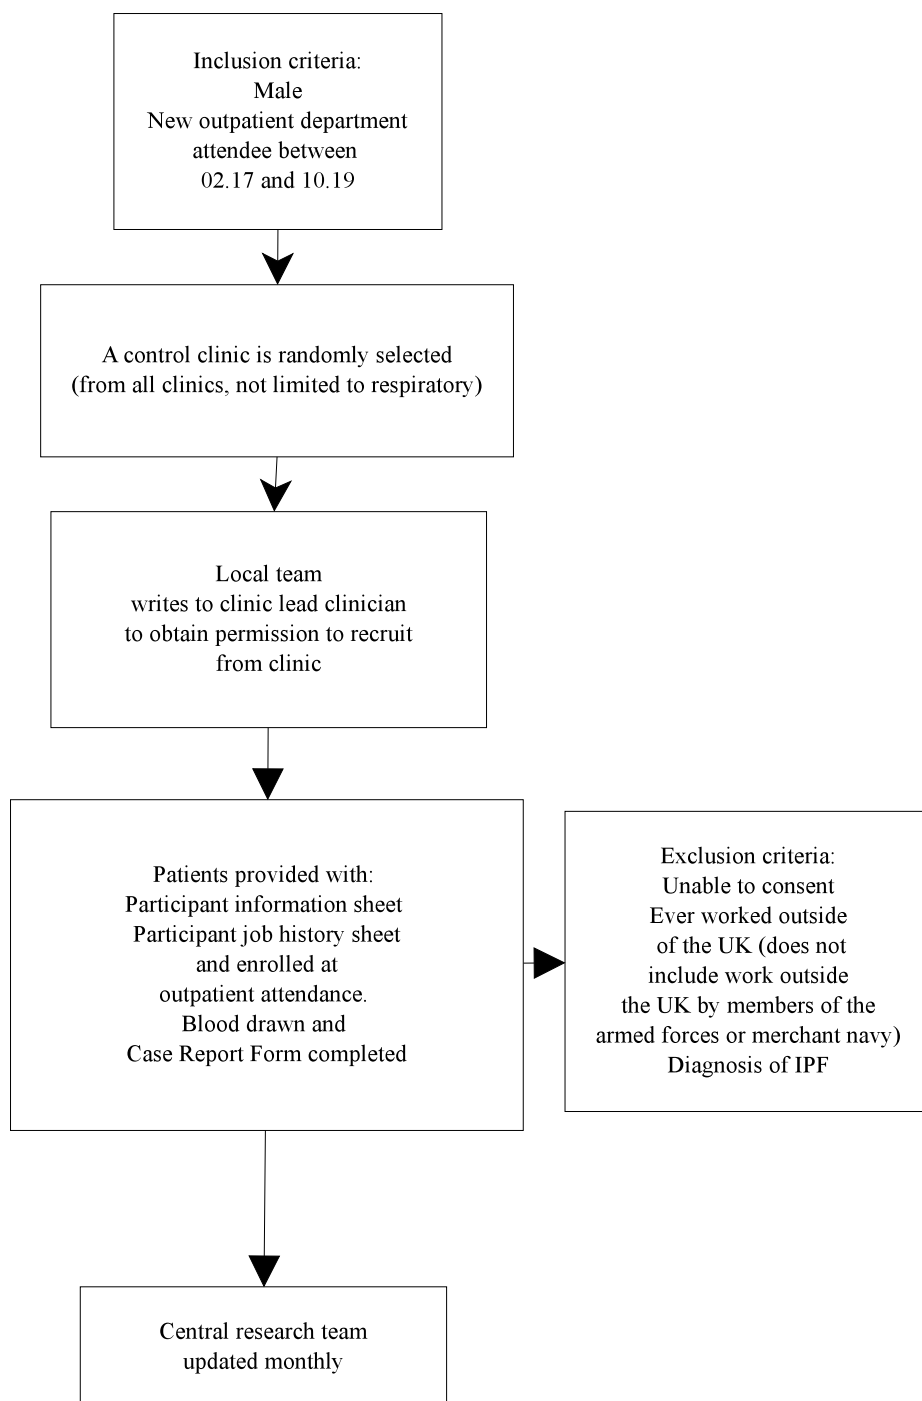 Inclusion criteria:
Male
New outpatient department
attendee between
02.17 and 10.19
A control clinic is randomly selected
(from all clinics, not limited to respiratory)
Local team
writes to clinic lead clinician
to obtain permission to recruit
from clinic
Patients provided with:
Participant information sheet
Participant job history sheet
and enrolled at
outpatient attendance.
Blood drawn and
Case Report Form completed
Exclusion criteria:
Unable to consent
Ever worked outside
of the UK (does not
include work outside
the UK by members of the
armed forces or merchant navy)
Diagnosis of IPF
Central research team
updated monthly